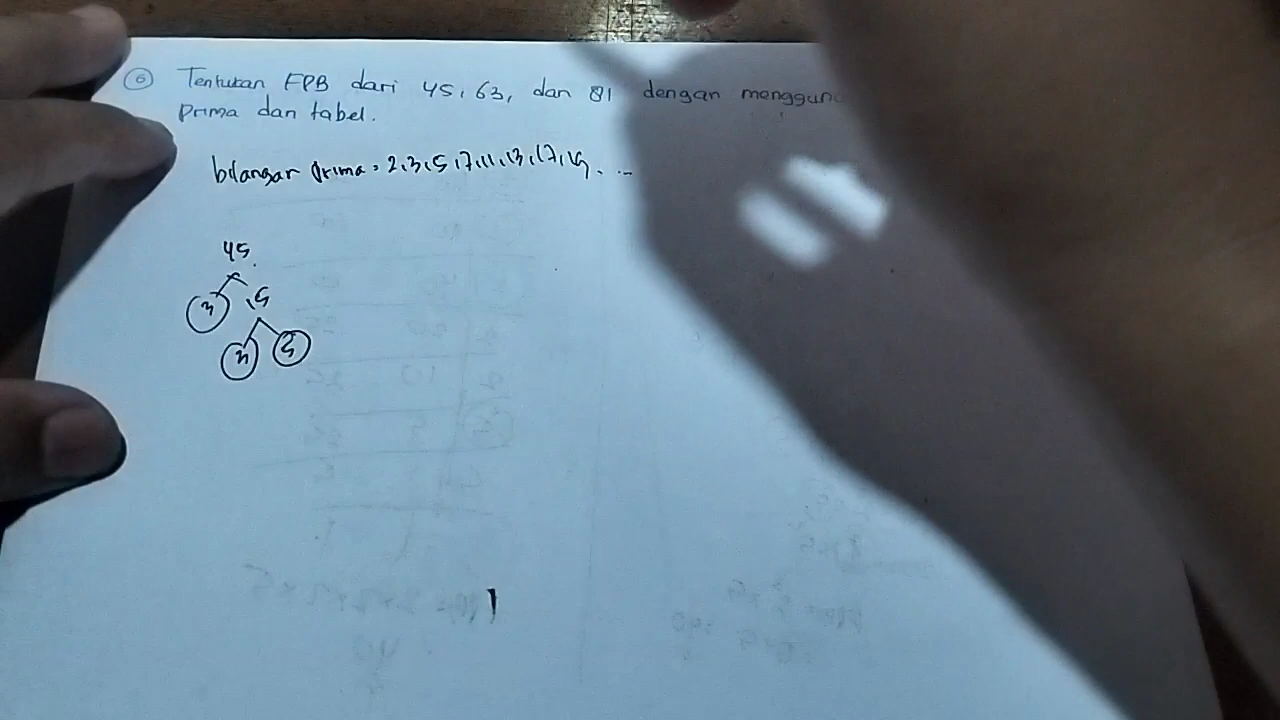 6 Tentukan FPB dari 45, 63, dan 81 dengan menggun
prima dan tabel.
bilangan prima = 2, 3, 5, 7, 11, 13, 17, 19, ...
45
3 15
3 5